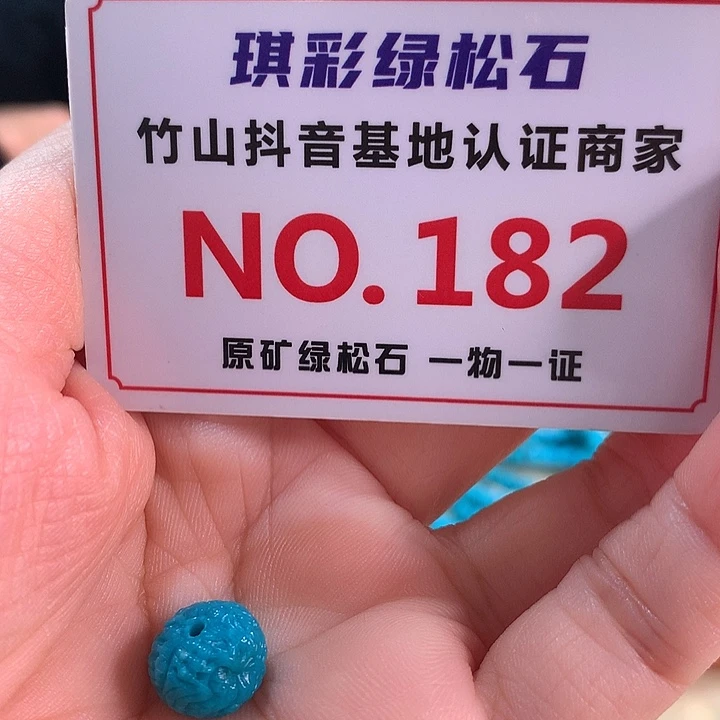 琪彩绿松石
竹山抖音基地认证商家
NO.182
原矿绿松石 一物一证